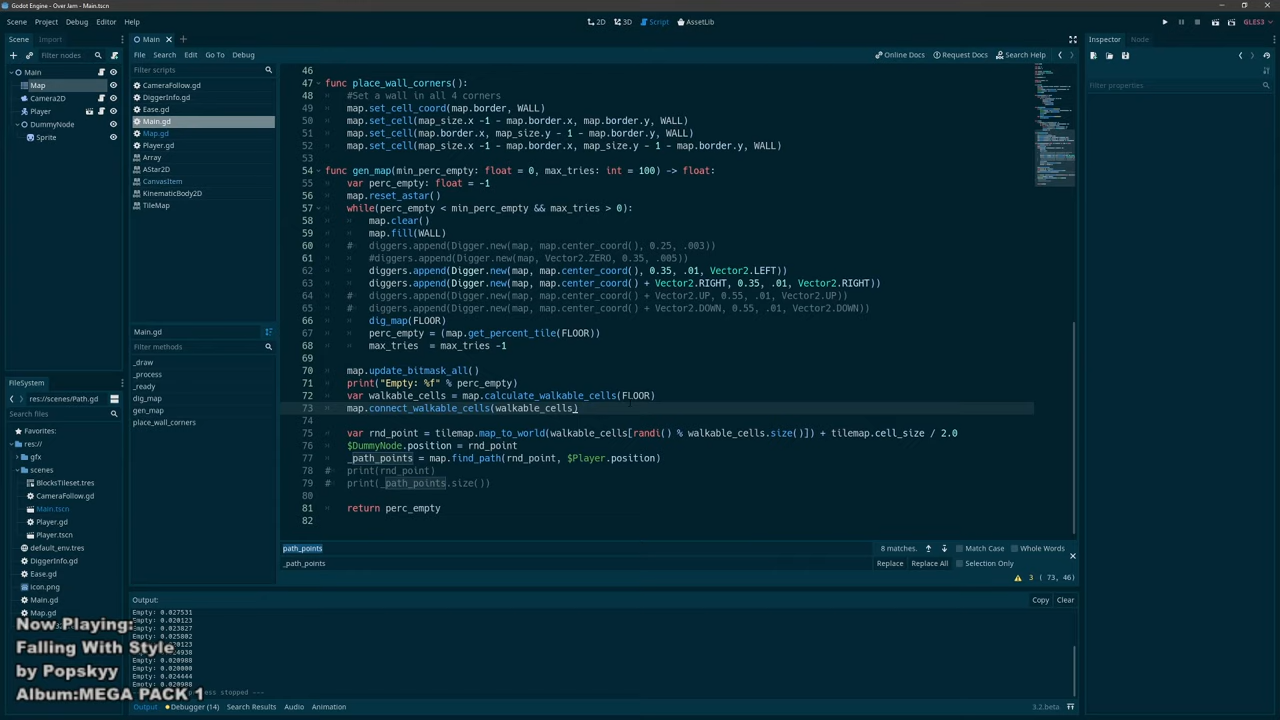 Godot Engine - Over Jam - Main.tscn
Scene Project Debug Editor Help
2D 3D Script AssetLib
GLES3
Scene Import
Filter nodes
Main
Map
Camera2D
Player
DummyNode
Sprite
FileSystem
res://scenes/Path.gd
Search files
Favorites:
res://
gfx
scenes
BlocksTileset.tres
CameraFollow.gd
Main.tscn
Player.gd
Player.tscn
default_env.tres
DiggerInfo.gd
Ease.gd
icon.png
Main.gd
Map.gd
Main
File Search Edit Go To Debug
Online Docs Request Docs Search Help
Filter scripts
CameraFollow.gd
DiggerInfo.gd
Ease.gd
Main.gd
Map.gd
Player.gd
Array
AStar2D
CanvasItem
KinematicBody2D
TileMap
Main.gd
Filter methods
_draw
_process
_ready
dig_map
gen_map
place_wall_corners
46
47 func place_wall_corners():
48 #Set a wall in all 4 corners
49 map.set_cell_coord(map.border, WALL)
50 map.set_cell(map_size.x -1 - map.border.x, map.border.y, WALL)
51 map.set_cell(map.border.x, map_size.y - 1 - map.border.y, WALL)
52 map.set_cell(map_size.x -1 - map.border.x, map_size.y - 1 - map.border.y, WALL)
53
54 func gen_map(min_perc_empty: float = 0, max_tries: int = 100) -> float:
55 var perc_empty: float = -1
56 map.reset_astar()
57 while(perc_empty < min_perc_empty && max_tries > 0):
58 map.clear()
59 map.fill(WALL)
60 # diggers.append(Digger.new(map, map.center_coord(), 0.25, .003))
61 #diggers.append(Digger.new(map, Vector2.ZERO, 0.35, .005))
62 diggers.append(Digger.new(map, map.center_coord(), 0.35, .01, Vector2.LEFT))
63 diggers.append(Digger.new(map, map.center_coord() + Vector2.RIGHT, 0.35, .01, Vector2.RIGHT))
64 # diggers.append(Digger.new(map, map.center_coord() + Vector2.UP, 0.55, .01, Vector2.UP))
65 # diggers.append(Digger.new(map, map.center_coord() + Vector2.DOWN, 0.55, .01, Vector2.DOWN))
66 dig_map(FLOOR)
67 perc_empty = (map.get_percent_tile(FLOOR))
68 max_tries = max_tries -1
69
70 map.update_bitmask_all()
71 print("Empty: %f" % perc_empty)
72 var walkable_cells = map.calculate_walkable_cells(FLOOR)
73 map.connect_walkable_cells(walkable_cells)
74
75 var rnd_point = tilemap.map_to_world(walkable_cells[randi() % walkable_cells.size()]) + tilemap.cell_size / 2.0
76 $DummyNode.position = rnd_point
77 _path_points = map.find_path(rnd_point, $Player.position)
78 # print(rnd_point)
79 # print(_path_points.size())
80
81 return perc_empty
82
path_points 8 matches. Match Case Whole Words
_path_points Replace Replace All Selection Only
3 ( 73, 46)
Output: Copy Clear
Empty: 0.027531
Empty: 0.020123
Empty: 0.023827
Empty: 0.025802
Empty: 0.020988
Empty: 0.020000
Empty: 0.024444
Empty: 0.020988
Output Debugger (14) Search Results Audio Animation
3.2.beta
Inspector Node
Filter properties
Now Playing:
Falling With Style
by Popskyy
Album:MEGA PACK 1